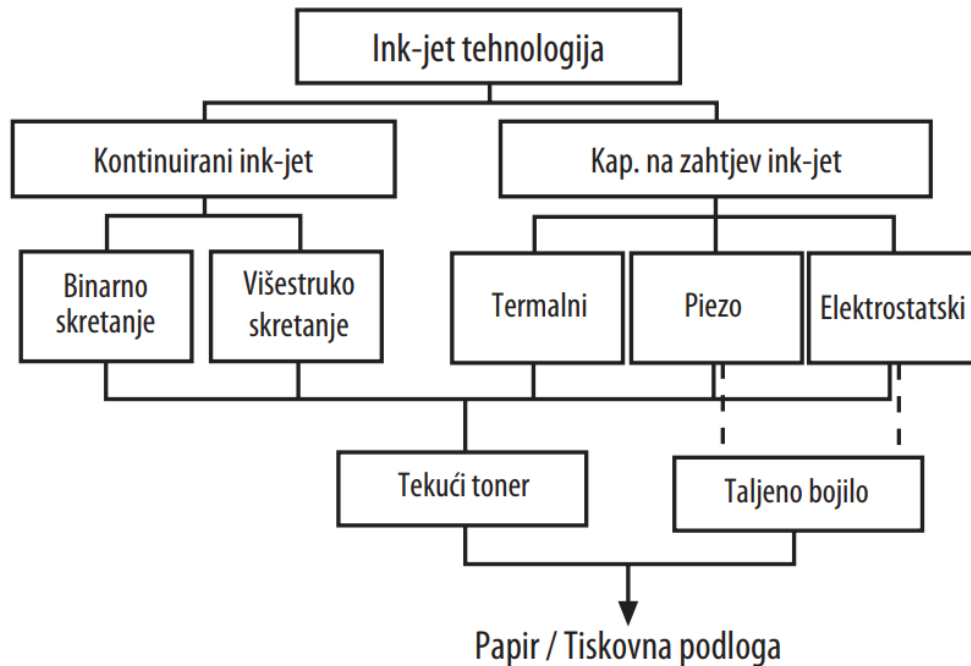 Ink-jet tehnologija
Kontinuirani ink-jet
Kap. na zahtjev ink-jet
Binarno
skretanje
Višestruko
skretanje
Termalni
Piezo
Elektrostatski
Tekući toner
Taljeno bojilo
Papir / Tiskovna podloga